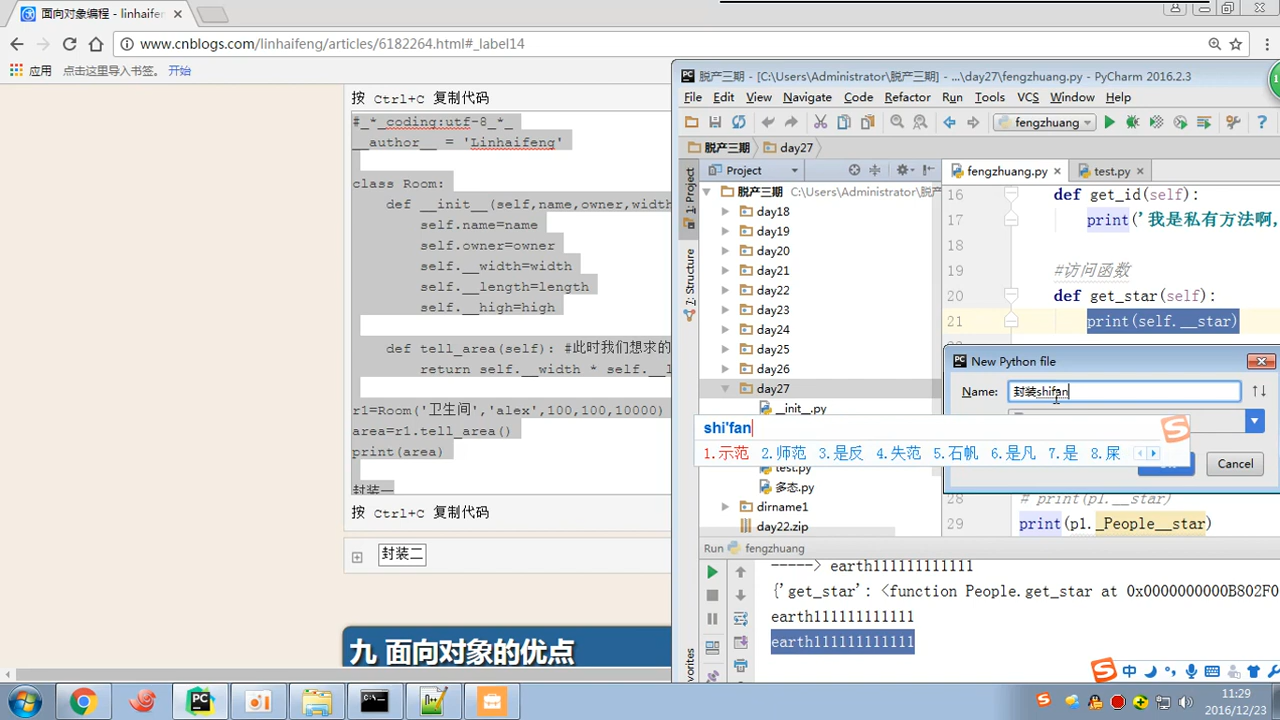 面向对象编程 - linhaifeng
www.cnblogs.com/linhaifeng/articles/6182264.html#_label14
应用 点击这里导入书签。 开始
按 Ctrl+C 复制代码
#_*_coding:utf-8_*_
__author__ = 'Linhaifeng'
class Room:
def __init__(self,name,owner,width
self.name=name
self.owner=owner
self.__width=width
self.__length=length
self.__high=high
def tell_area(self): #此时我们想求的
return self.__width * self.__l
r1=Room('卫生间','alex',100,100,10000)
area=r1.tell_area()
print(area)
封装一
按 Ctrl+C 复制代码
封装二
九 面向对象的优点
PC 脱产三期 - [C:\Users\Administrator\脱产三期] - ...\day27\fengzhuang.py - PyCharm 2016.2.3
File Edit View Navigate Code Refactor Run Tools VCS Window Help
fengzhuang
脱产三期 day27
1: Project
7: Structure
Project
fengzhuang.py test.py
脱产三期 C:\Users\Administrator\脱产
day18
day19
day20
day21
day22
day23
day24
day25
day26
day27
__init__.py
test.py
多态.py
dirname1
day22.zip
16 def get_id(self):
17 print('我是私有方法啊,
18
19 #访问函数
20 def get_star(self):
21 print(self.__star)
PC New Python file
Name: 封装shifan
shi'fan
1.示范 2.师范 3.是反 4.失范 5.石帆 6.是凡 7.是 8.屎
Cancel
28 # print(p1.__star)
29 print(p1._People__star)
Run fengzhuang
-----> earth111111111111
{'get_star': <function People.get_star at 0x0000000000B802F0
earth111111111111
earth111111111111
avorites
中
11:29
2016/12/23